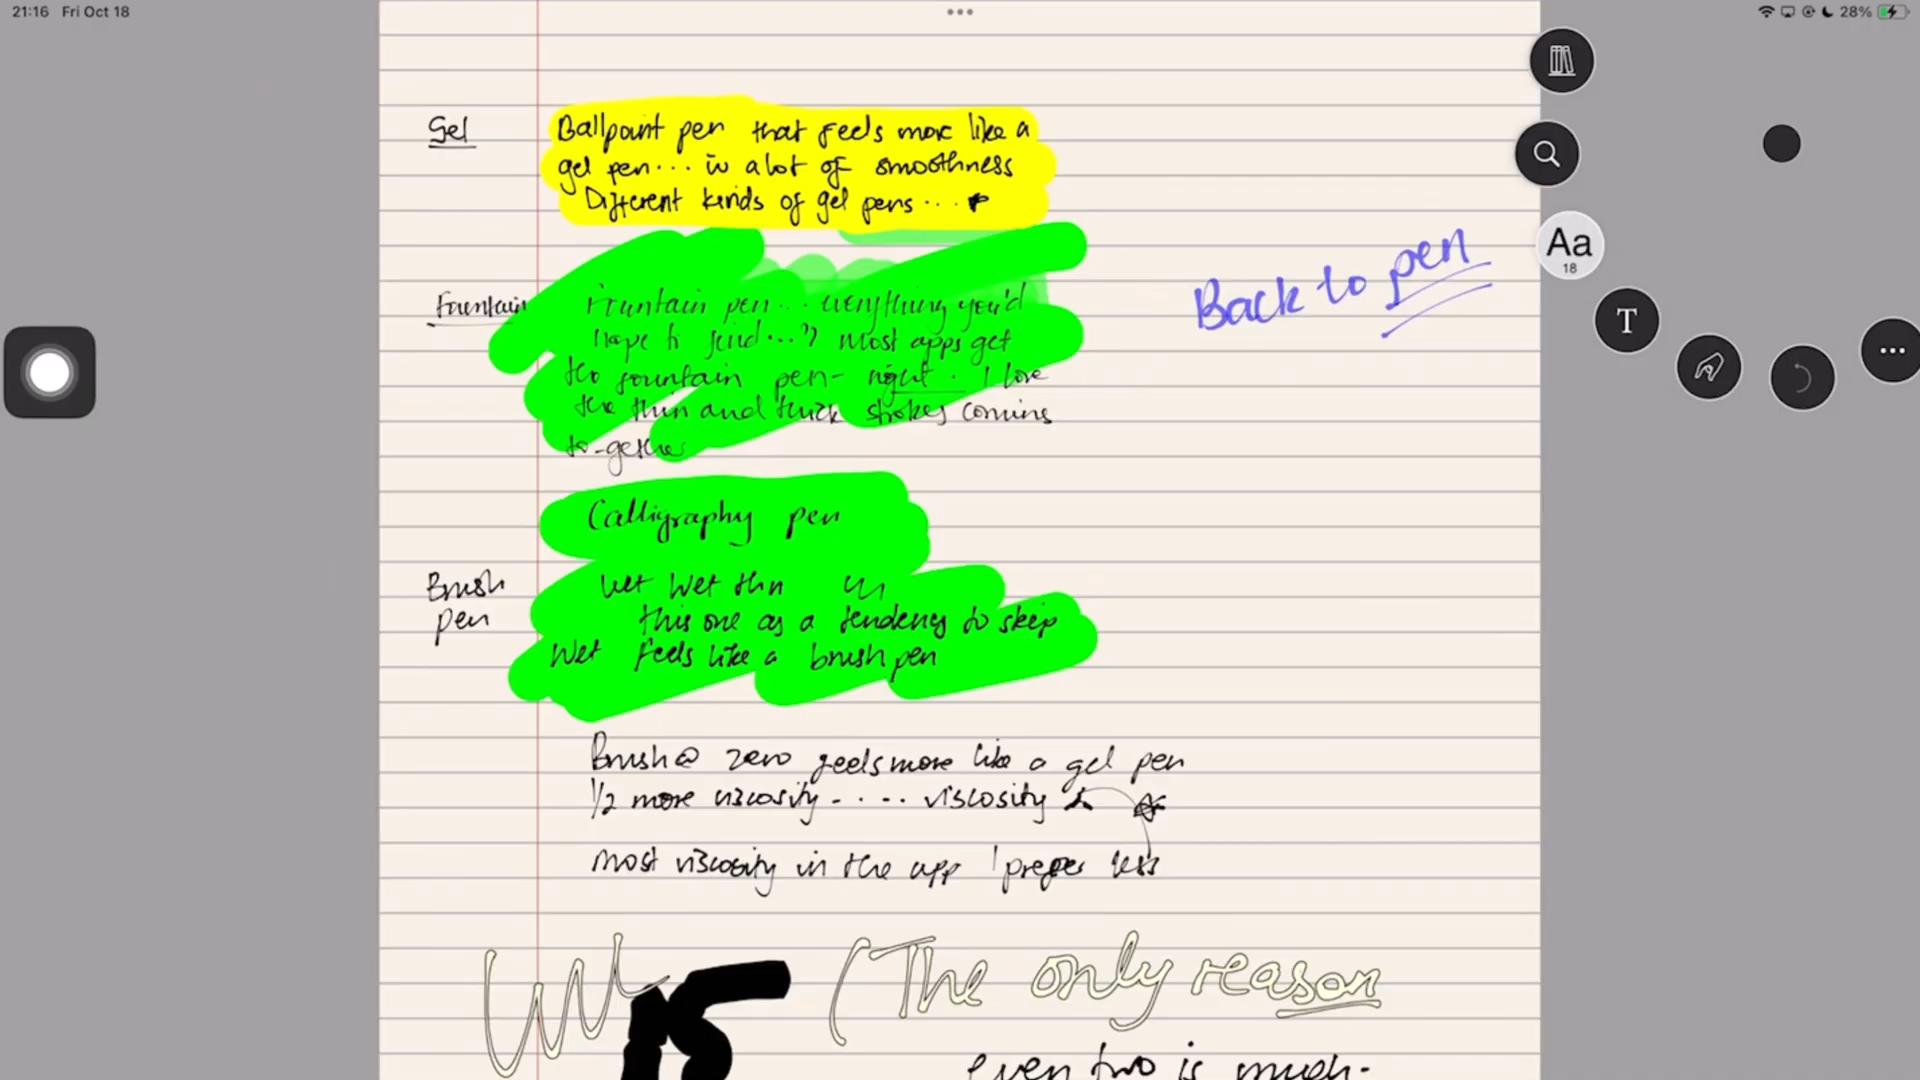 21:16 Fri Oct 18
28%
Gel
Ballpoint pen that feels more like a
gel pen... is a lot of smoothness
Different kinds of gel pens...
Fountain
Fountain pen... everything you'd
hope to find...? Most apps get
the fountain pen- right. I love
the thin and thick strokes coming
to-gether
Back to pen
Aa
18
T
Calligraphy pen
Brush
pen
Wet Wet thn
this one as a tendency to skip
Wet feels like a brush pen
Brush @ zero feels more like a gel pen
1/2 more viscosity - .... viscosity
most viscosity in the app I prefer less
(The only reason
even two is much.